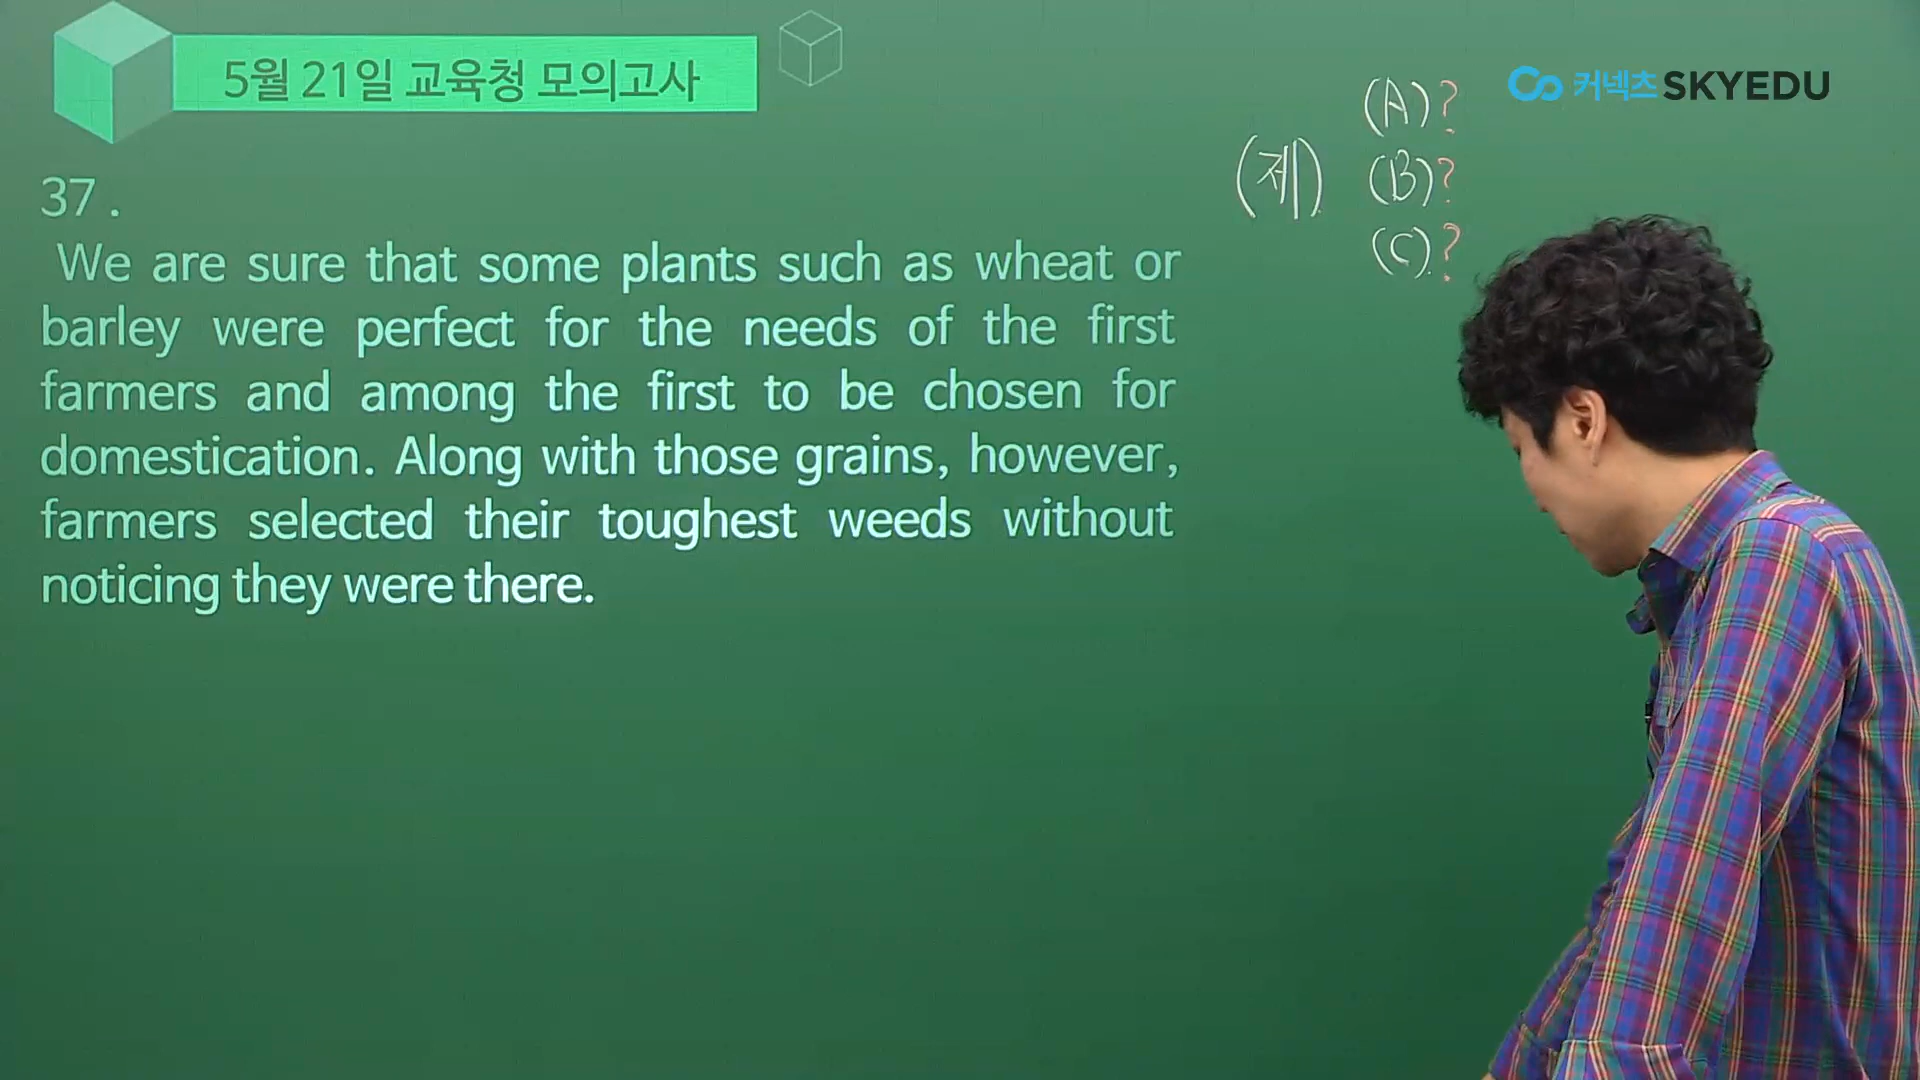 5월 21일 교육청 모의고사
커넥츠 SKYEDU
(A)?
(제) (B)?
(C)?
37.
We are sure that some plants such as wheat or
barley were perfect for the needs of the first
farmers and among the first to be chosen for
domestication. Along with those grains, however,
farmers selected their toughest weeds without
noticing they were there.